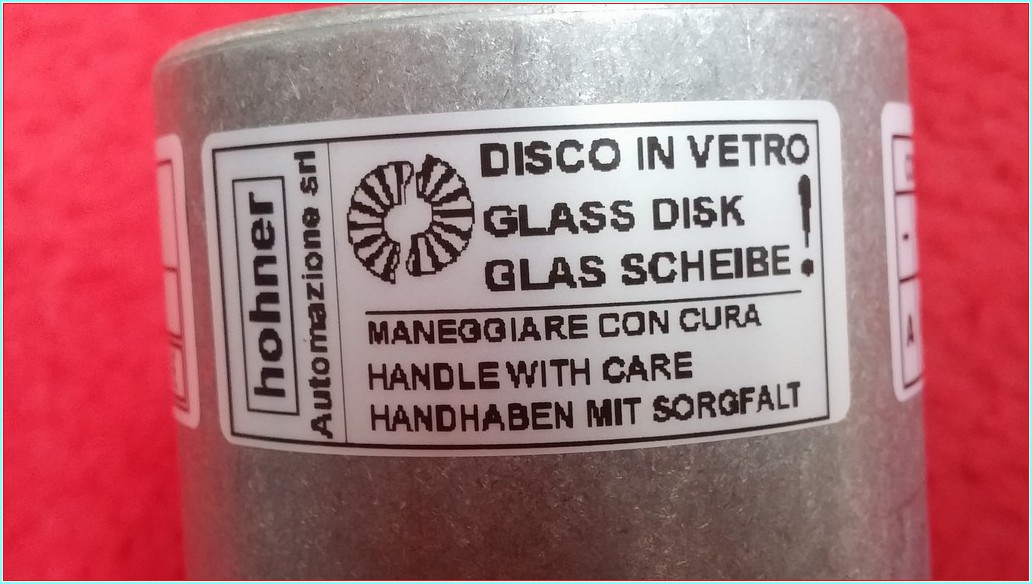 hohner
Automazione srl
DISCO IN VETRO
GLASS DISK
GLAS SCHEIBE !
MANEGGIARE CON CURA
HANDLE WITH CARE
HANDHABEN MIT SORGFALT
A